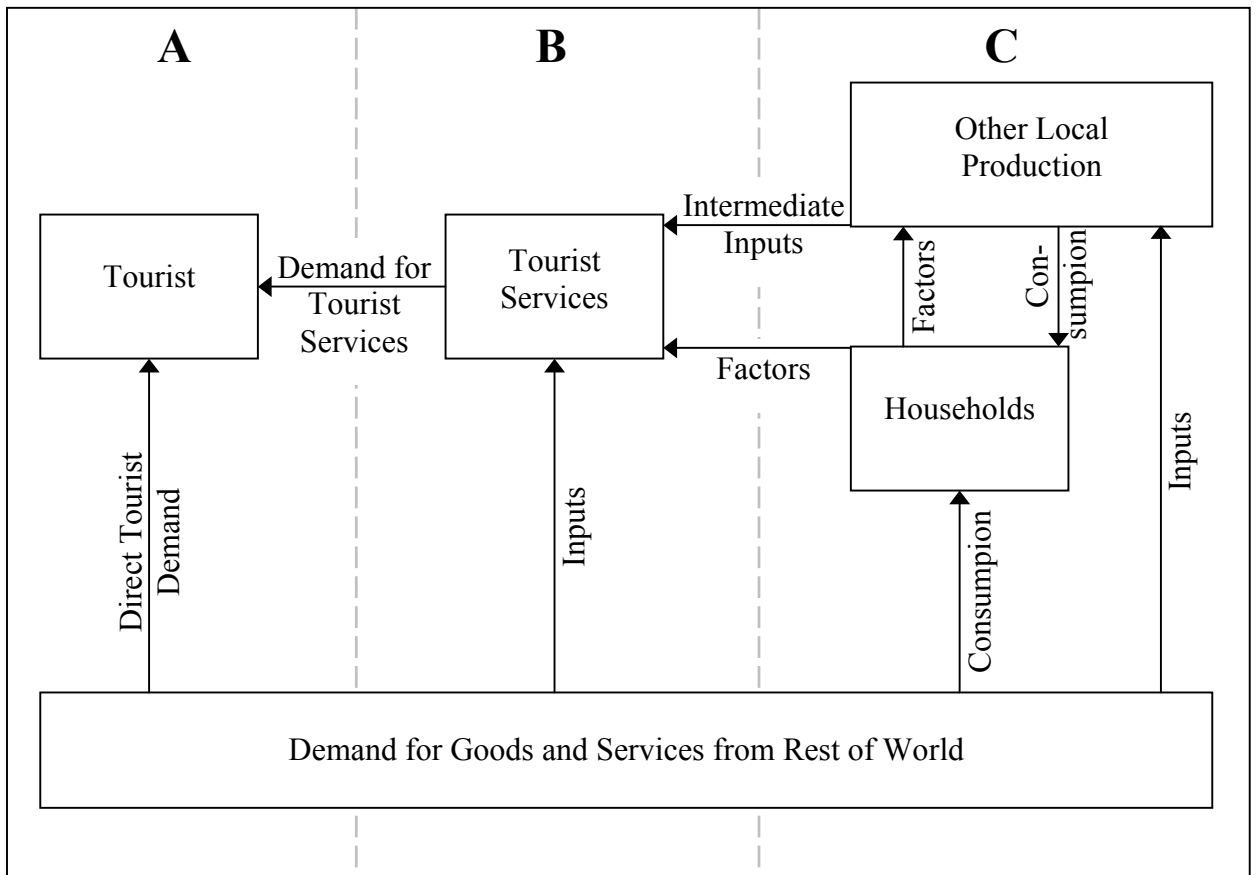 A
B
C
Other Local
Production
Intermediate
Inputs
Tourist
Demand for
Tourist
Services
Tourist
Services
Factors
Con-
sumpion
Factors
Households
Direct Tourist
Demand
Inputs
Consumpion
Inputs
Demand for Goods and Services from Rest of World